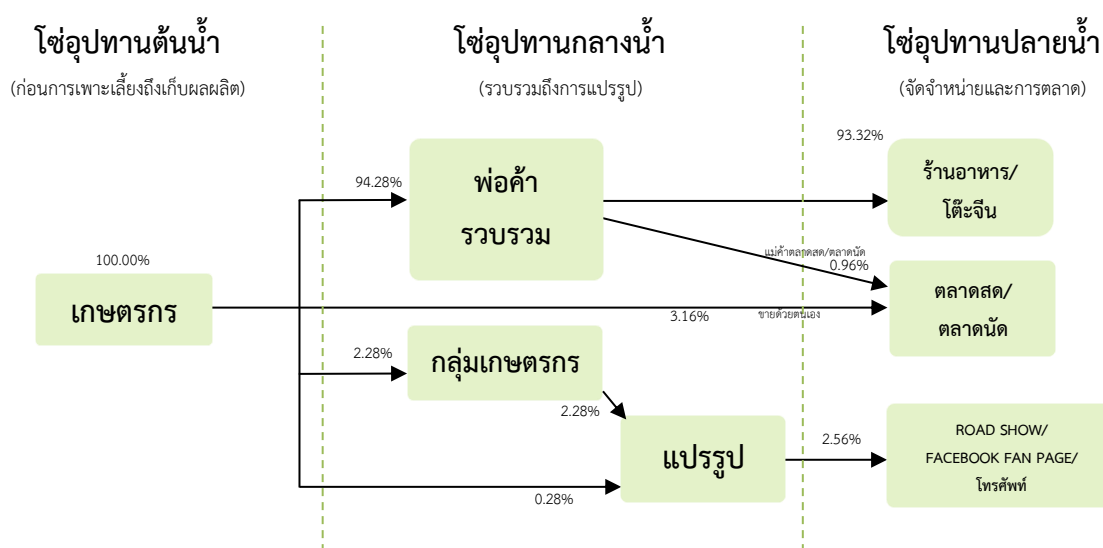 โซ่อุปทานต้นน้ำ
(ก่อนการเพาะเลี้ยงถึงเก็บผลผลิต)
โซ่อุปทานกลางน้ำ
(รวบรวมถึงการแปรรูป)
โซ่อุปทานปลายน้ำ
(จัดจำหน่ายและการตลาด)
93.32%
94.28%
พ่อค้า
รวบรวม
ร้านอาหาร/
โต๊ะจีน
แม่ค้าตลาดสด/ตลาดนัด
0.96%
100.00%
เกษตรกร
3.16%
ขายด้วยตนเอง
ตลาดสด/
ตลาดนัด
2.28%
กลุ่มเกษตรกร
2.28%
แปรรูป
0.28%
2.56%
ROAD SHOW/
FACEBOOK FAN PAGE/
โทรศัพท์